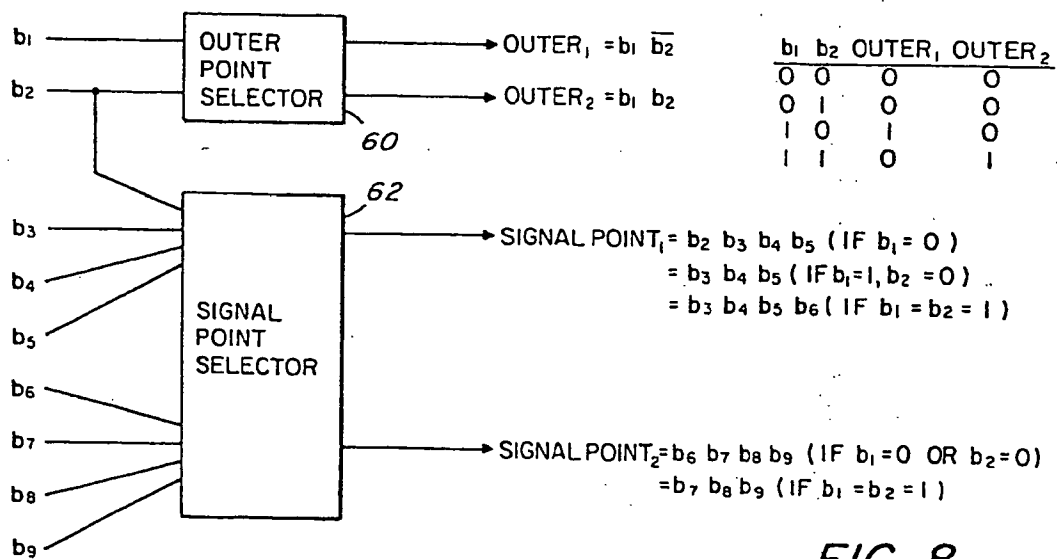 b₁
b₂
OUTER
POINT
SELECTOR
60
OUTER₁ = b₁ b̅₂̅
OUTER₂ = b₁ b₂
b₁ b₂ OUTER₁ OUTER₂
0 0 0 0
0 1 0 0
1 0 1 0
1 1 0 1
b₃
b₄
b₅
b₆
b₇
b₈
b₉
SIGNAL
POINT
SELECTOR
62
SIGNAL POINT₁ = b₂ b₃ b₄ b₅ (IF b₁ = 0)
= b₃ b₄ b₅ (IF b₁=1, b₂ =0)
= b₃ b₄ b₅ b₆ (IF b₁ = b₂ = 1)
SIGNAL POINT₂ = b₆ b₇ b₈ b₉ (IF b₁=0 OR b₂=0)
=b₇ b₈ b₉ (IF b₁ = b₂ = 1)
FIG. 8